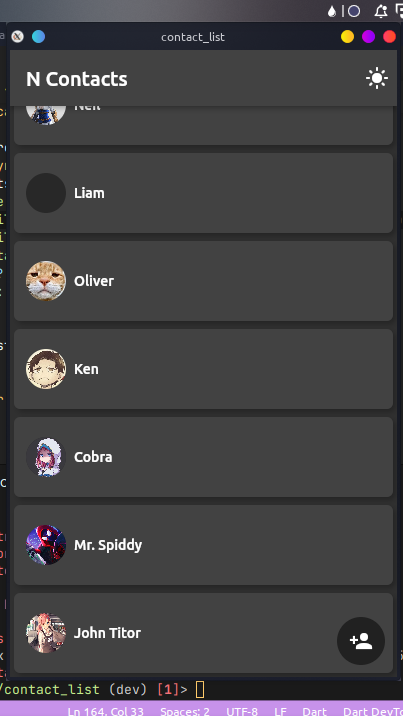 contact_list
N Contacts
Neil
Liam
Oliver
Ken
Cobra
Mr. Spiddy
John Titor
/contact_list (dev) [1]>
Ln 164, Col 33 Spaces: 2 UTF-8 LF Dart Dart DevTo